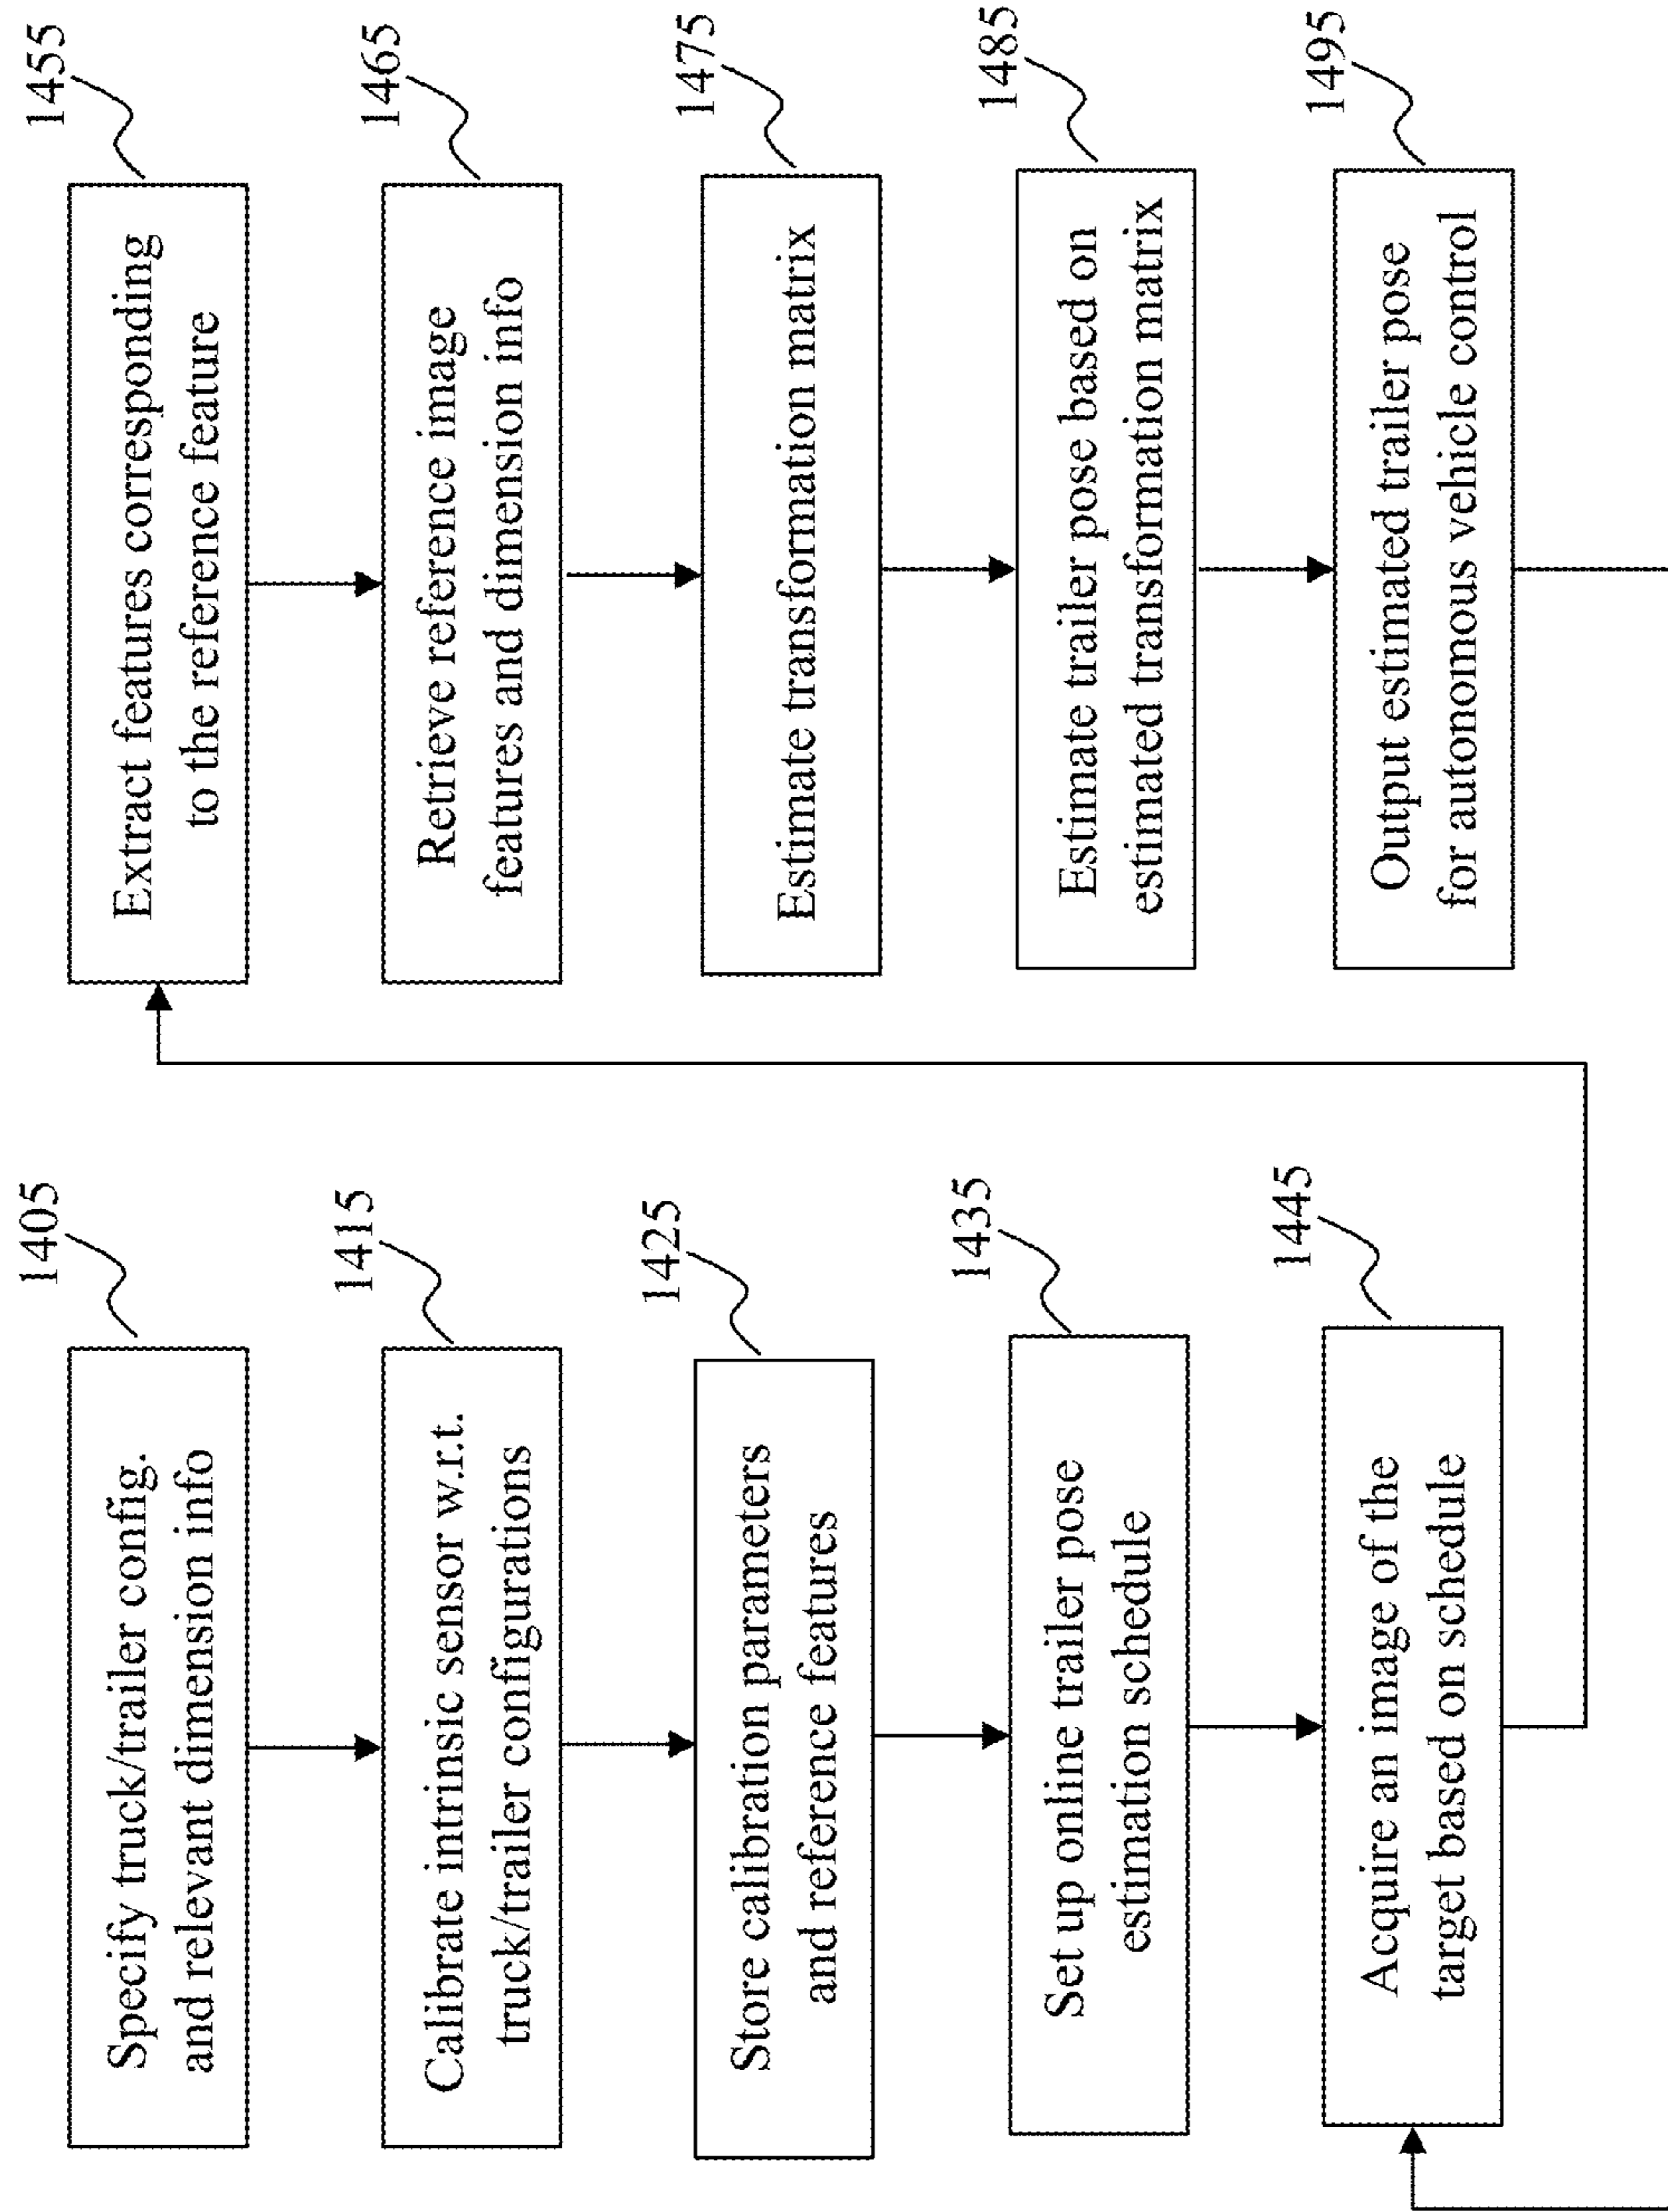 1405
Specify truck/trailer config.
and relevant dimension info
1415
Calibrate intrinsic sensor w.r.t.
truck/trailer configurations
1425
Store calibration parameters
and reference features
1435
Set up online trailer pose
estimation schedule
1445
Acquire an image of the
target based on schedule
1455
Extract features corresponding
to the reference feature
1465
Retrieve reference image
features and dimension info
1475
Estimate transformation matrix
1485
Estimate trailer pose based on
estimated transformation matrix
1495
Output estimated trailer pose
for autonomous vehicle control